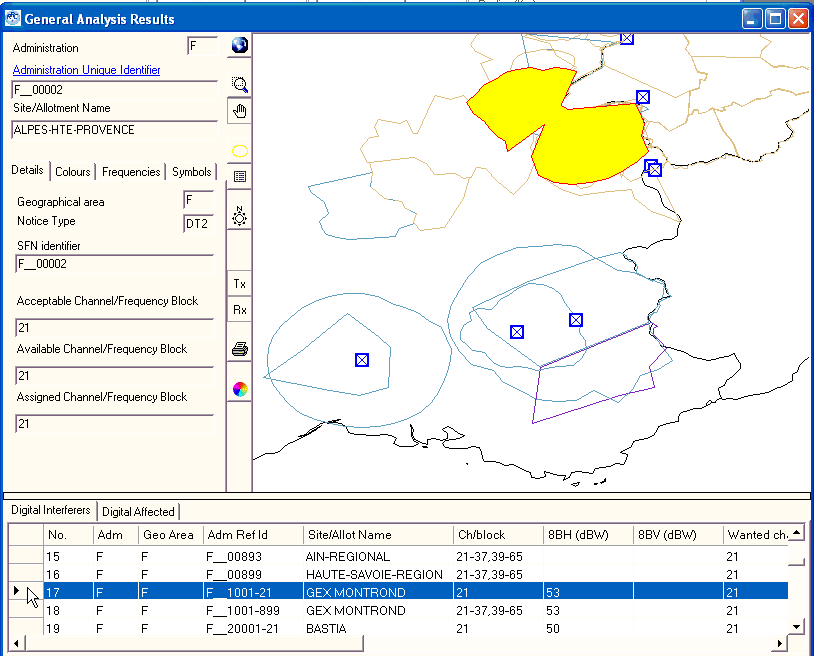 General Analysis Results
Administration F
Administration Unique Identifier
F__00002
Site/Allotment Name
ALPES-HTE-PROVENCE
Details Colours Frequencies Symbols
Geographical area F
Notice Type DT2
SFN identifier
F__00002
Acceptable Channel/Frequency Block
21
Available Channel/Frequency Block
21
Assigned Channel/Frequency Block
21
N
Tx
Rx
Digital Interferers Digital Affected
No. Adm Geo Area Adm Ref Id Site/Allot Name Ch/block 8BH (dBW) 8BV (dBW) Wanted ch
15 F F F__00893 AIN-REGIONAL 21-37,39-65 21
16 F F F__00899 HAUTE-SAVOIE-REGION 21-37,39-65 21
17 F F F__1001-21 GEX MONTROND 21 53 21
18 F F F__1001-899 GEX MONTROND 21-37,39-65 53 21
19 F F F__20001-21 BASTIA 21 50 21